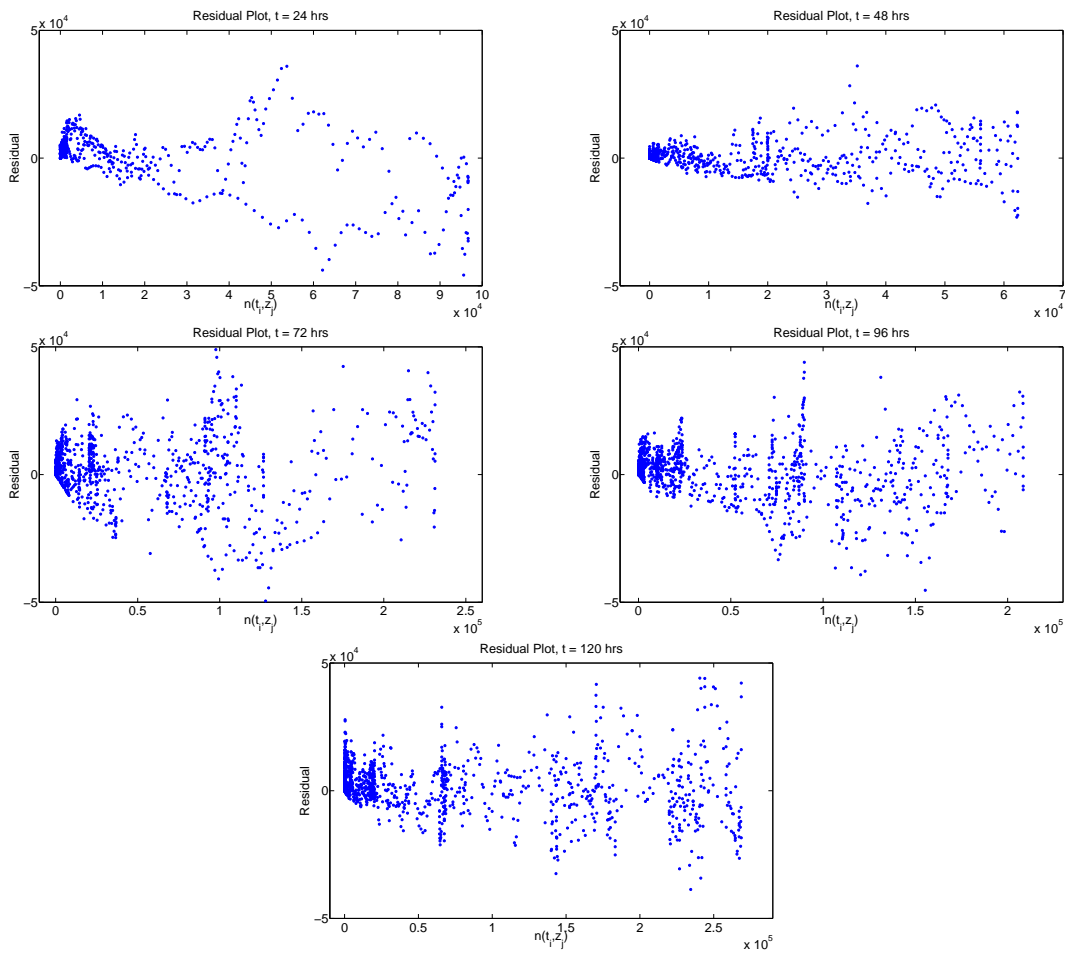 Residual Plot, t = 24 hrs
5 x 10^4
0
−5
Residual
0 1 2 3 4 5 6 7 8 9 10
n(t_i,z_j)
x 10^4
Residual Plot, t = 48 hrs
5 x 10^4
0
−5
Residual
0 1 2 3 4 5 6 7
n(t_i,z_j)
x 10^4
Residual Plot, t = 72 hrs
5 x 10^4
0
−5
Residual
0 0.5 1 1.5 2 2.5
n(t_i,z_j)
x 10^5
Residual Plot, t = 96 hrs
5 x 10^4
0
−5
Residual
0 0.5 1 1.5 2
n(t_i,z_j)
x 10^5
Residual Plot, t = 120 hrs
5 x 10^4
0
−5
Residual
0 0.5 1 1.5 2 2.5
n(t_i,z_j)
x 10^5